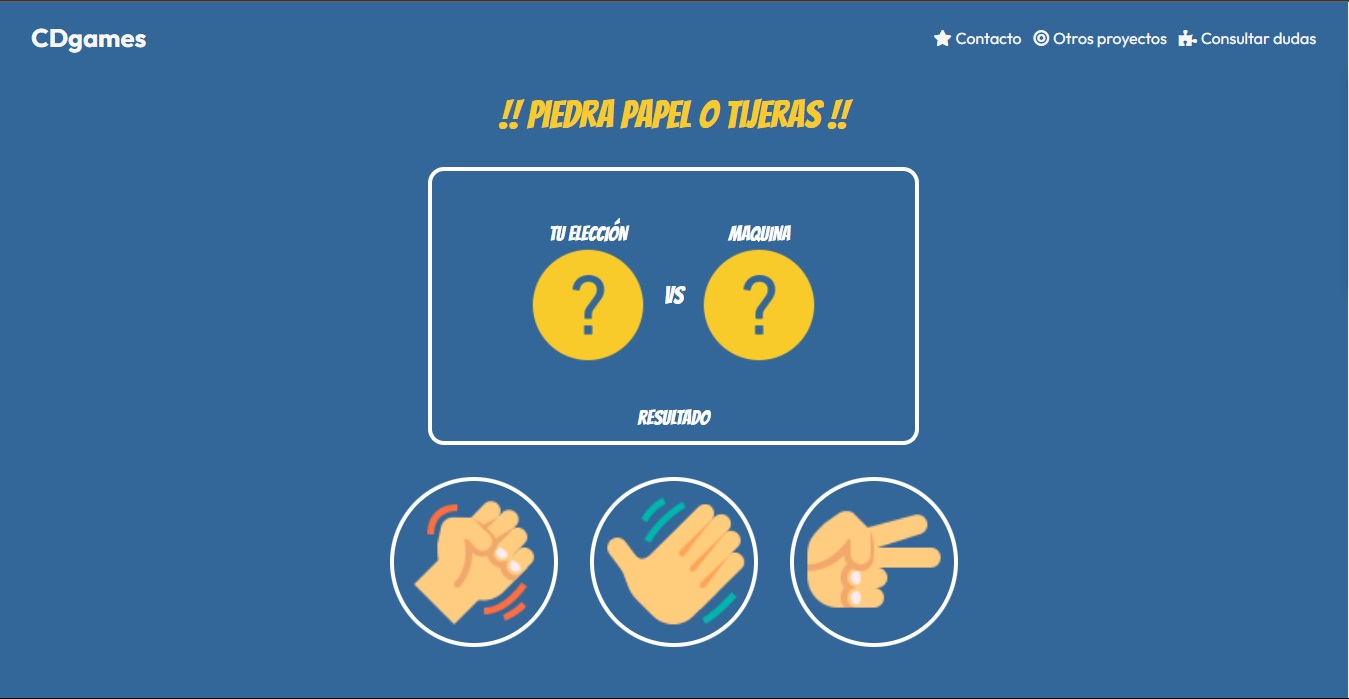 CDgames
Contacto Otros proyectos Consultar dudas
!! PIEDRA PAPEL O TIJERAS !!
TU ELECCIÓN MAQUINA
? VS ?
RESULTADO